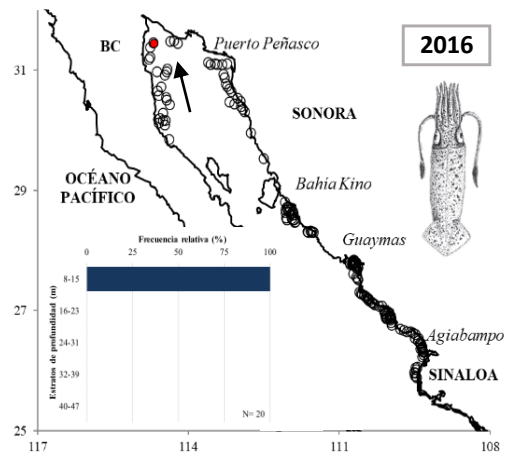 2016
BC
Puerto Peñasco
SONORA
OCÉANO
PACÍFICO
Bahía Kino
Guaymas
Agiabampo
SINALOA
31
29
27
25
117
114
111
108
Frecuencia relativa (%)
0 25 50 75 100
Estratos de profundidad (m)
8-15
16-23
24-31
32-39
40-47
N= 20